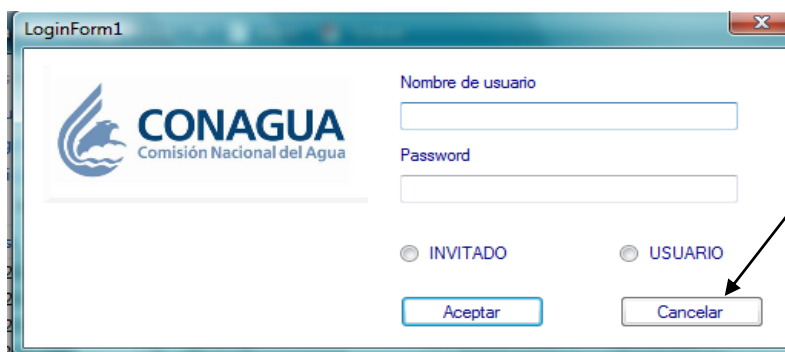 LoginForm1
CONAGUA
Comisión Nacional del Agua
Nombre de usuario
Password
INVITADO
USUARIO
Aceptar
Cancelar